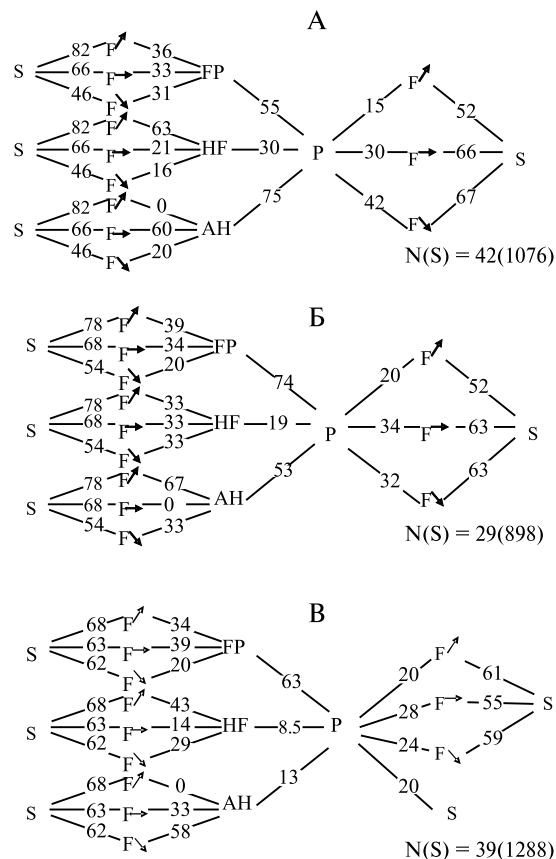 А
82 F↗ 36
S 66 F→ 33 FP
46 F↘ 31
55 15 F↗ 52
82 F↗ 63
S 66 F→ 21 HF 30 P 30 F→ 66 S
46 F↘ 16
75 42 F↘ 67
82 F↗ 0
S 66 F→ 60 AH
46 F↘ 20
N(S) = 42(1076)
Б
78 F↗ 39
S 68 F→ 34 FP
54 F↘ 20
74 20 F↗ 52
78 F↗ 33
S 68 F→ 33 HF 19 P 34 F→ 63 S
54 F↘ 33
53 32 F↘ 63
78 F↗ 67
S 68 F→ 0 AH
54 F↘ 33
N(S) = 29(898)
В
68 F↗ 34
S 63 F→ 39 FP
62 F↘ 20
63 20 F↗ 61
68 F↗ 43
S 63 F→ 14 HF 8.5 P 28 F→ 55 S
62 F↘ 29
13 24 F↘ 59
68 F↗ 0
S 63 F→ 33 AH
62 F↘ 58
20 S
N(S) = 39(1288)